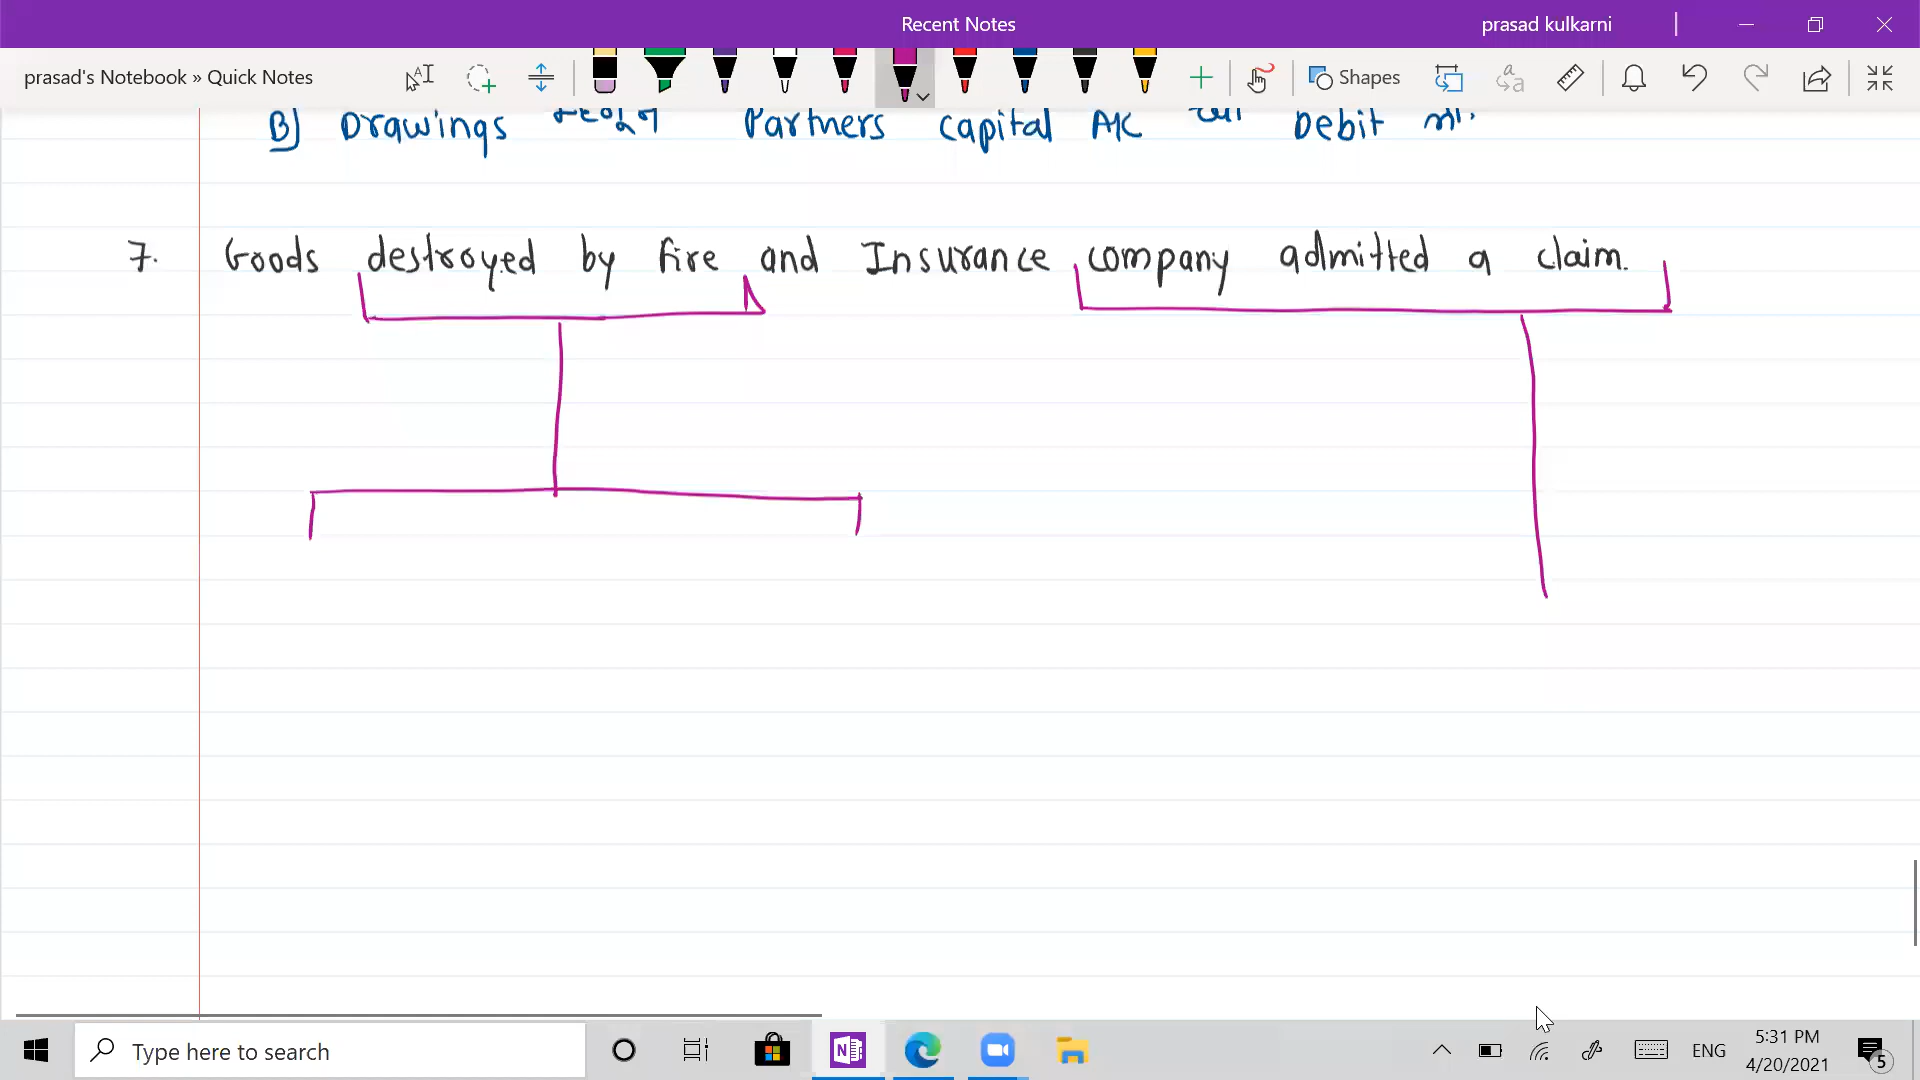 Recent Notes
prasad kulkarni
prasad's Notebook » Quick Notes
Shapes
B) Drawings Partners capital A/c Debit
7. Goods destroyed by fire and Insurance company admitted a claim.
Type here to search
ENG
5:31 PM
4/20/2021
5